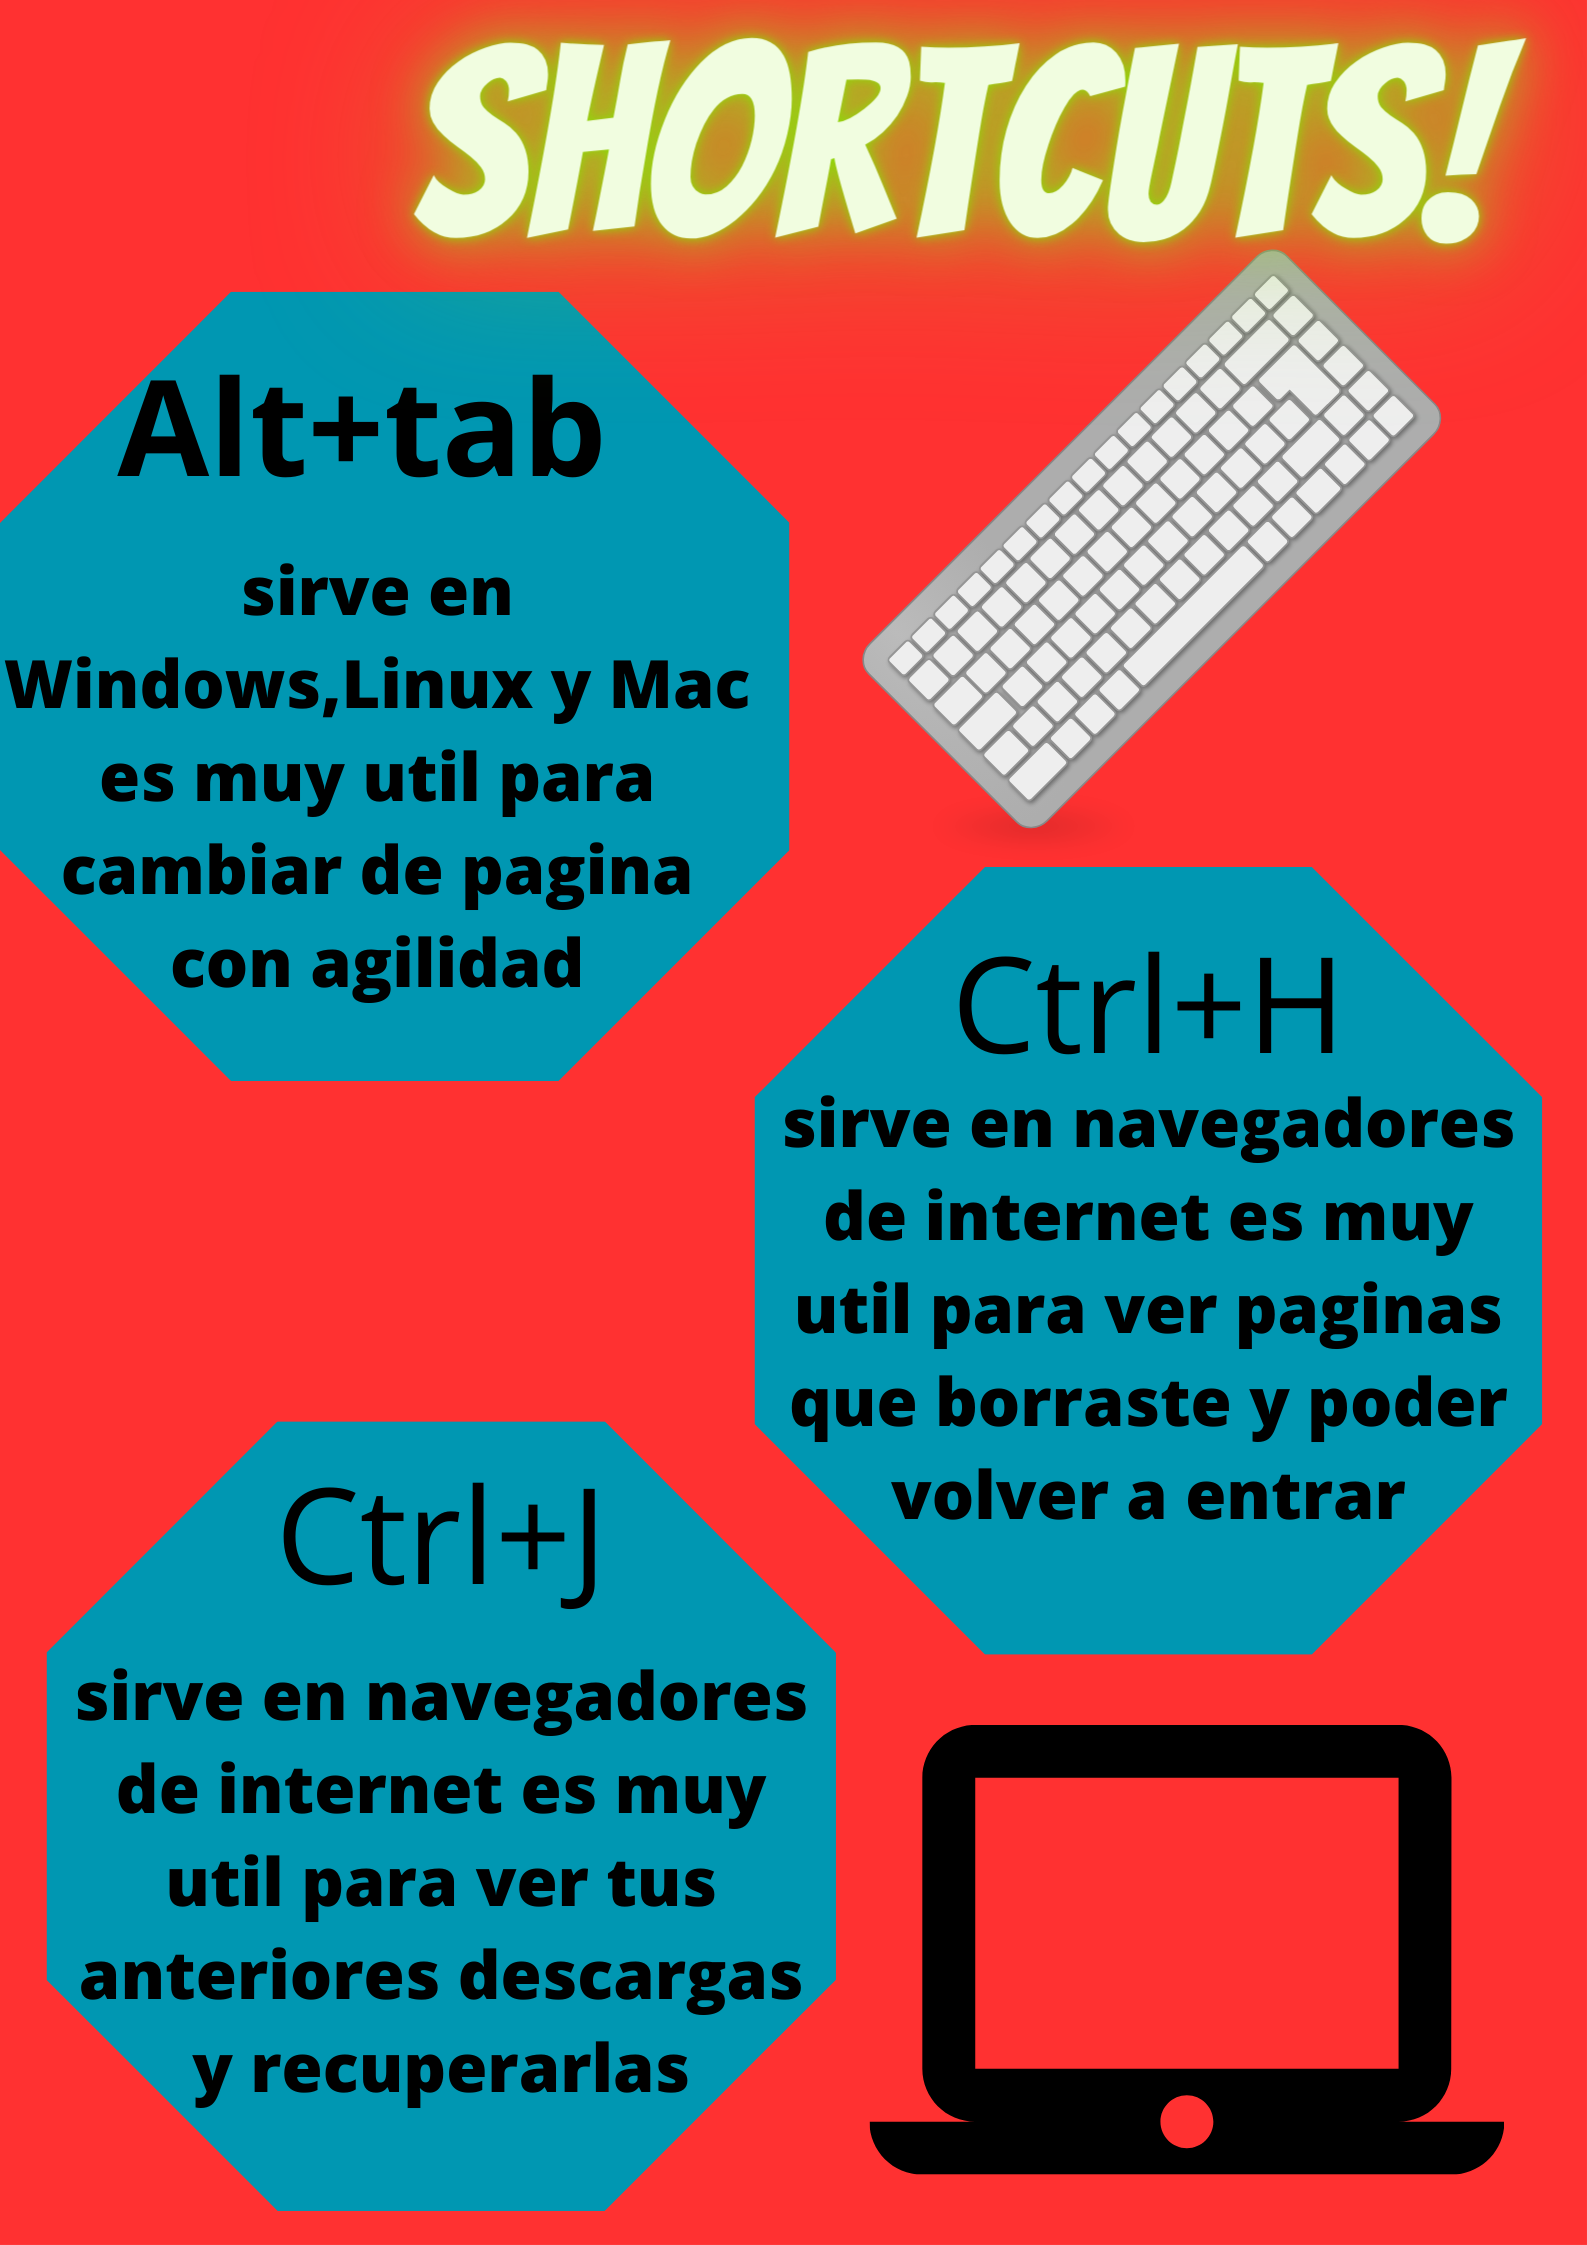 SHORTCUTS!
Alt+tab
sirve en
Windows,Linux y Mac
es muy util para
cambiar de pagina
con agilidad
Ctrl+H
sirve en navegadores
de internet es muy
util para ver paginas
que borraste y poder
volver a entrar
Ctrl+J
sirve en navegadores
de internet es muy
util para ver tus
anteriores descargas
y recuperarlas